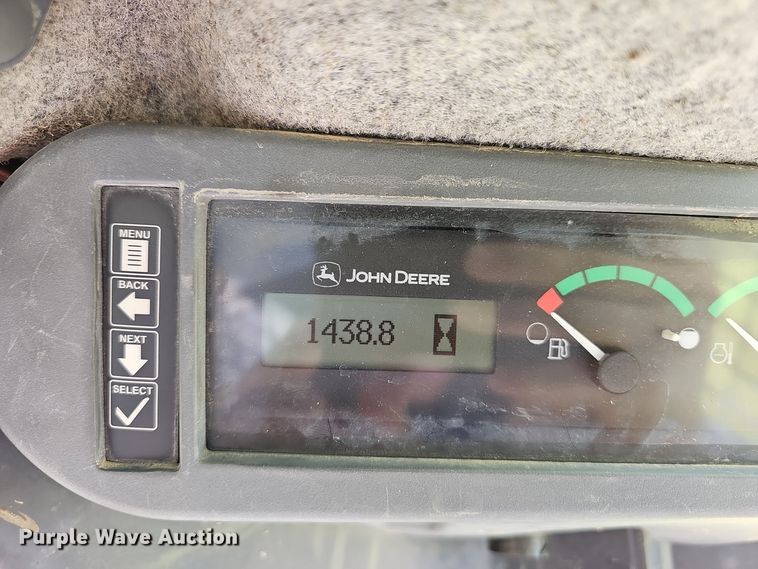 MENU
BACK
NEXT
SELECT
JOHN DEERE
1438.8
Purple Wave Auction